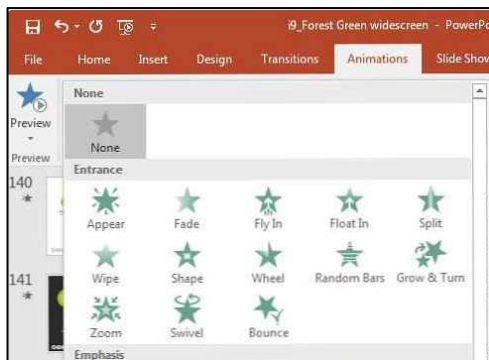 i9_Forest Green widescreen - PowerPo
File Home Insert Design Transitions Animations Slide Show
Preview
Preview
None
None
Entrance
Appear Fade Fly In Float In Split
Wipe Shape Wheel Random Bars Grow & Turn
Zoom Swivel Bounce
Emphasis
140
141